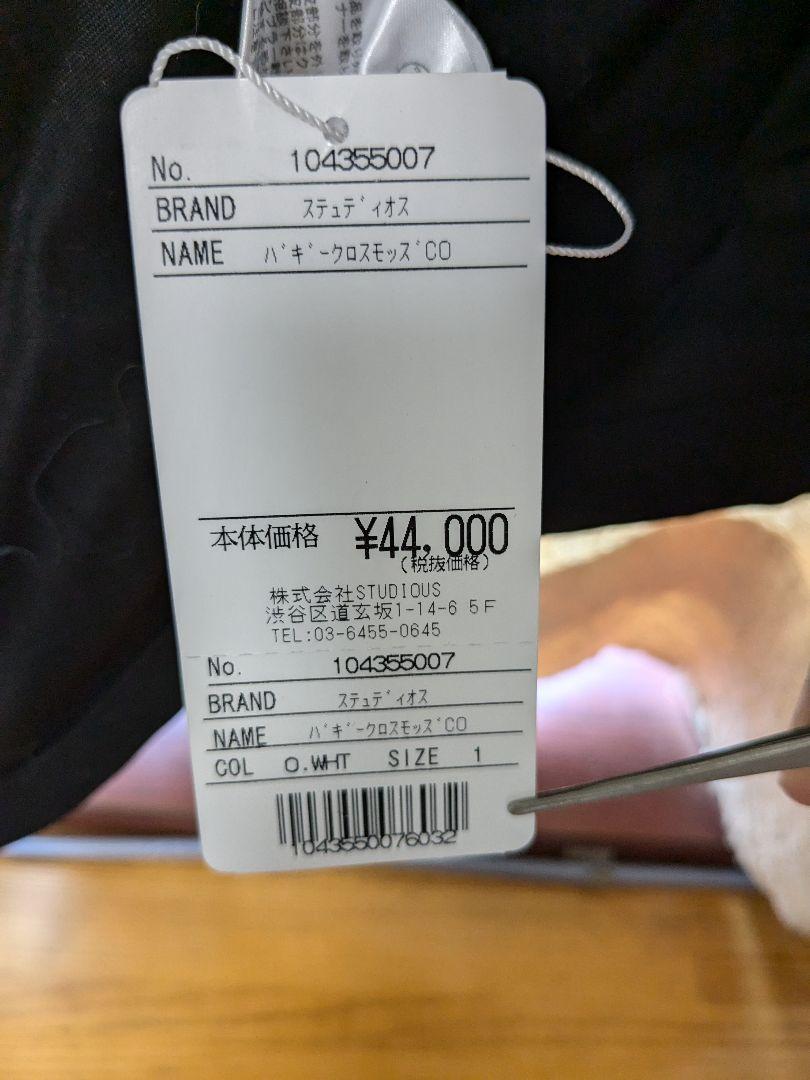 No. 104355007
BRAND ｽﾃｭﾃﾞｨｵｽ
NAME ﾊﾞｷﾞｰｸﾛｽﾓｯｽﾞCO
本体価格 ¥44,000
(税抜価格)
株式会社STUDIOUS
渋谷区道玄坂1-14-6 5F
TEL:03-6455-0645
No. 104355007
BRAND ｽﾃｭﾃﾞｨｵｽ
NAME ﾊﾞｷﾞｰｸﾛｽﾓｯｽﾞCO
COL O.WHT SIZE 1
1043550076032